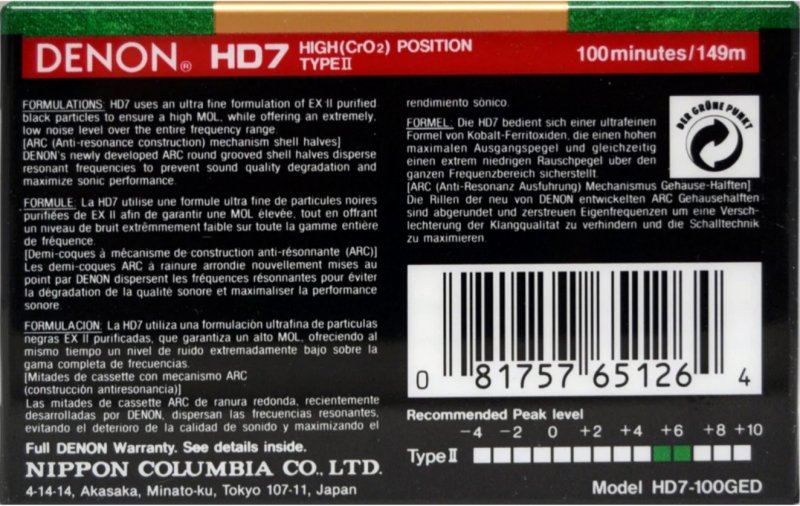 DENON® HD7 HIGH(CrO2) POSITION
TYPE II
100minutes/149m
FORMULATIONS: HD7 uses an ultra fine formulation of EX II purified
black particles to ensure a high MOL, while offering an extremely,
low noise level over the entire frequency range.
[ARC (Anti-resonance construction) mechanism shell halves]
DENON's newly developed ARC round grooved shell halves disperse
resonant frequencies to prevent sound quality degradation and
maximize sonic performance.
FORMULE: La HD7 utilise une formule ultra fine de particules noires
purifiées de EX II afin de garantir une MOL élevée, tout en offrant
un niveau de bruit extrêmmement faible sur toute la gamme entière
de fréquence.
[Demi-coques à mécanisme de construction anti-résonnante (ARC)]
Les demi-coques ARC à rainure arrondie nouvellement mises au
point par DENON dispersent les fréquences résonnantes pour éviter
la dégradation de la qualité sonore et maximaliser la performance
sonore.
FORMULACION: La HD7 utiliza una formulación ultrafina de particulas
negras EX II purificadas, que garantiza un alto MOL, ofreciendo al
mismo tiempo un nivel de ruido extremadamente bajo sobre la
gama completa de frecuencias.
[Mitades de cassette con mecanismo ARC
(construcción antiresonancia)]
Las mitades de cassette ARC de ranura redonda, recientemente
desarrolladas por DENON, dispersan las frecuencias resonantes,
evitando el deterioro de la calidad de sonido y maximizando el
rendimiento sónico.
FORMEL: Die HD7 bedient sich einer ultrafeinen
Formel von Kobalt-Ferritoxiden, die einen hohen
maximalen Ausgangspegel und gleichzeitig
einen extrem niedrigen Rauschpegel uber den
ganzen Frequenzbereich sicherstellt.
[ARC (Anti-Resonanz Ausfuhrung) Mechanismus Gehause-Halften]
Die Rillen der neu von DENON entwickelten ARC Gehausehalften
sind abgerundet und zerstreuen Eigenfrequenzen um eine Versch-
lechterung der Klangqualität zu verhindern und die Schalltechnik
zu maximieren.
DER GRÜNE PUNKT
0 81757 65126 4
Recommended Peak level
-4 -2 0 +2 +4 +6 +8 +10
Type II
Full DENON Warranty. See details inside.
NIPPON COLUMBIA CO., LTD.
4-14-14, Akasaka, Minato-ku, Tokyo 107-11, Japan
Model HD7-100GED